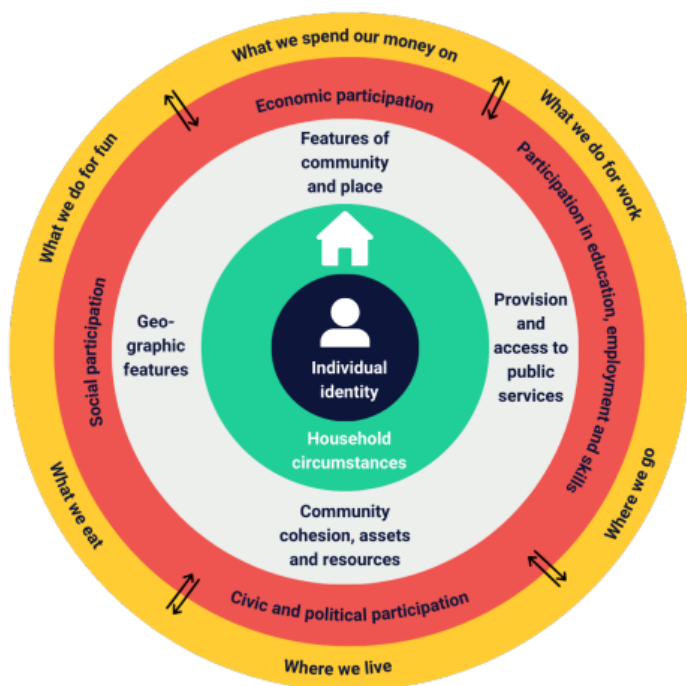 What we spend our money on
What we do for work
Where we go
Where we live
What we eat
What we do for fun
Economic participation
Participation in education, employment and skills
Civic and political participation
Social participation
Features of
community
and place
Provision
and
access to
public
services
Community
cohesion, assets
and resources
Geo-
graphic
features
Household
circumstances
Individual
identity